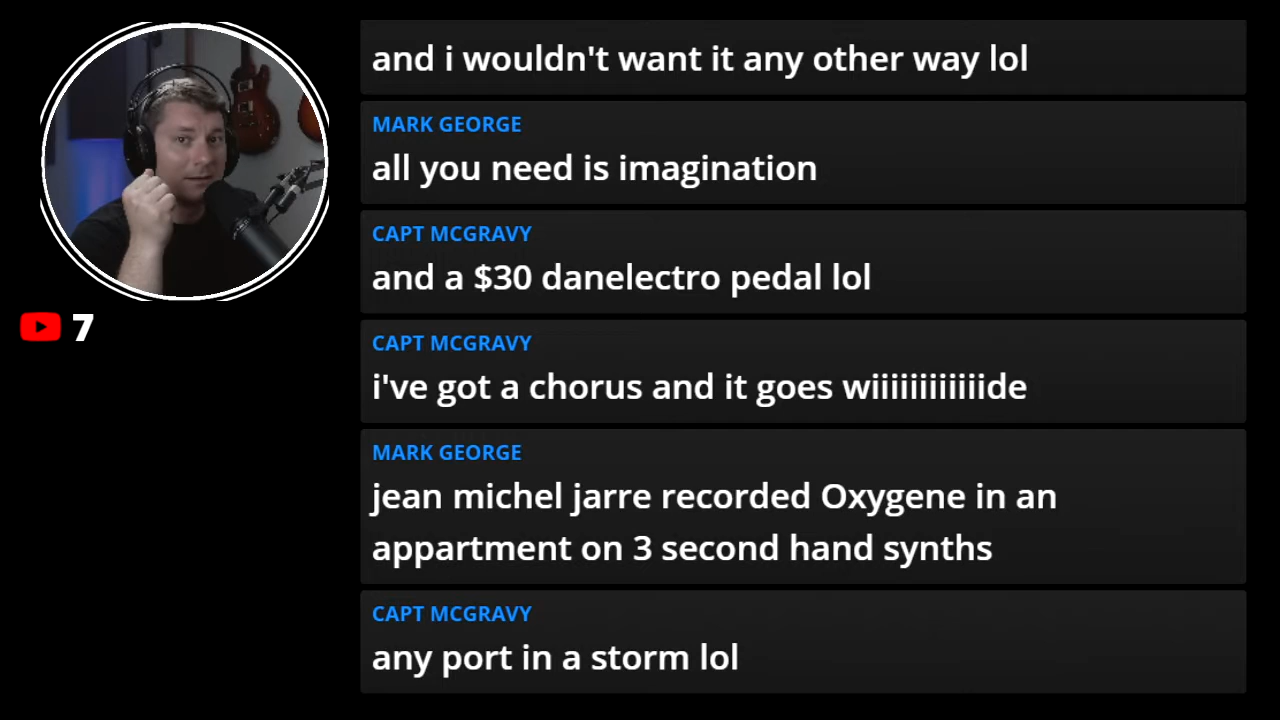 and i wouldn't want it any other way lol
MARK GEORGE
all you need is imagination
CAPT MCGRAVY
and a $30 danelectro pedal lol
CAPT MCGRAVY
i've got a chorus and it goes wiiiiiiiiiiiide
MARK GEORGE
jean michel jarre recorded Oxygene in an
appartment on 3 second hand synths
CAPT MCGRAVY
any port in a storm lol
7